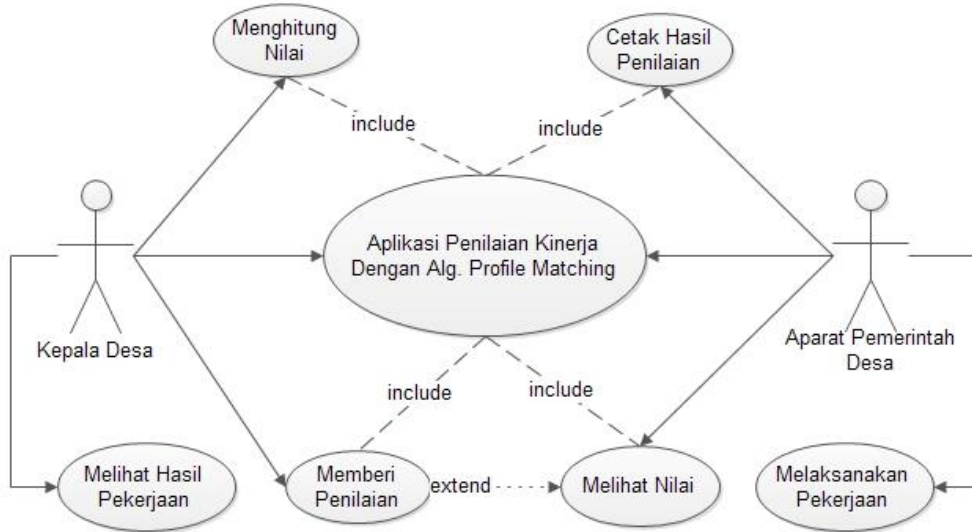 Menghitung
Nilai
Cetak Hasil
Penilaian
include
include
Aplikasi Penilaian Kinerja
Dengan Alg. Profile Matching
Kepala Desa
Aparat Pemerintah
Desa
include
include
Melihat Hasil
Pekerjaan
Memberi
Penilaian
extend
Melihat Nilai
Melaksanakan
Pekerjaan